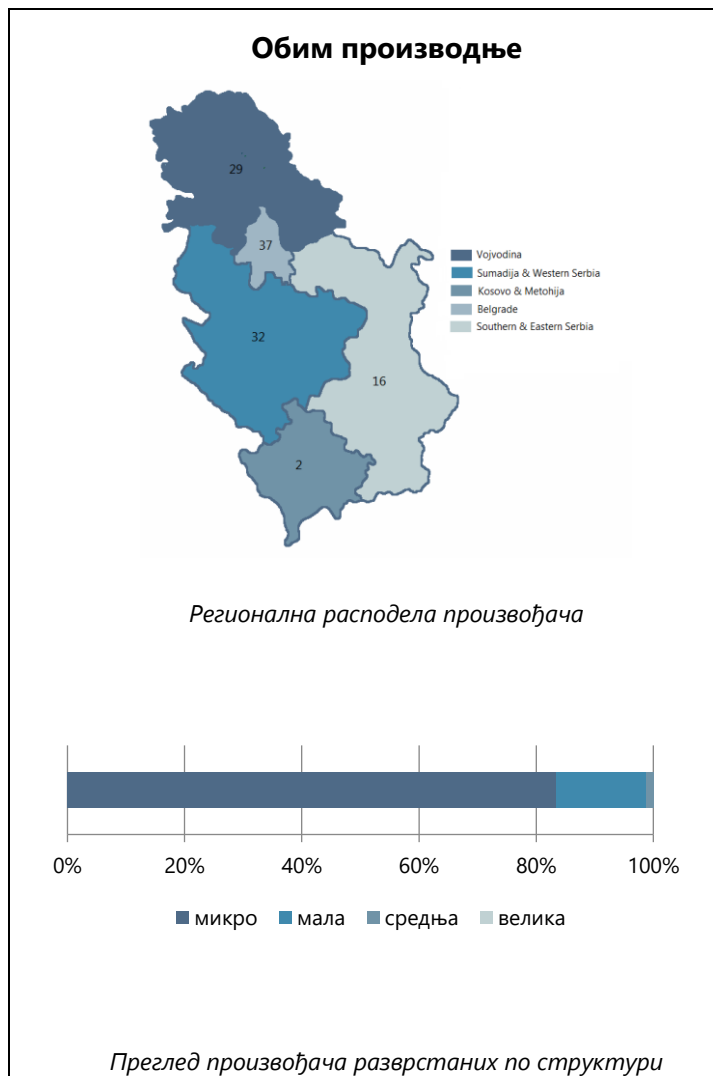 Обим производње
29
37
32
16
2
Vojvodina
Sumadija & Western Serbia
Kosovo & Metohija
Belgrade
Southern & Eastern Serbia
Регионална расподела произвођача
0% 20% 40% 60% 80% 100%
микро мала средња велика
Преглед произвођача разврстаних по структури